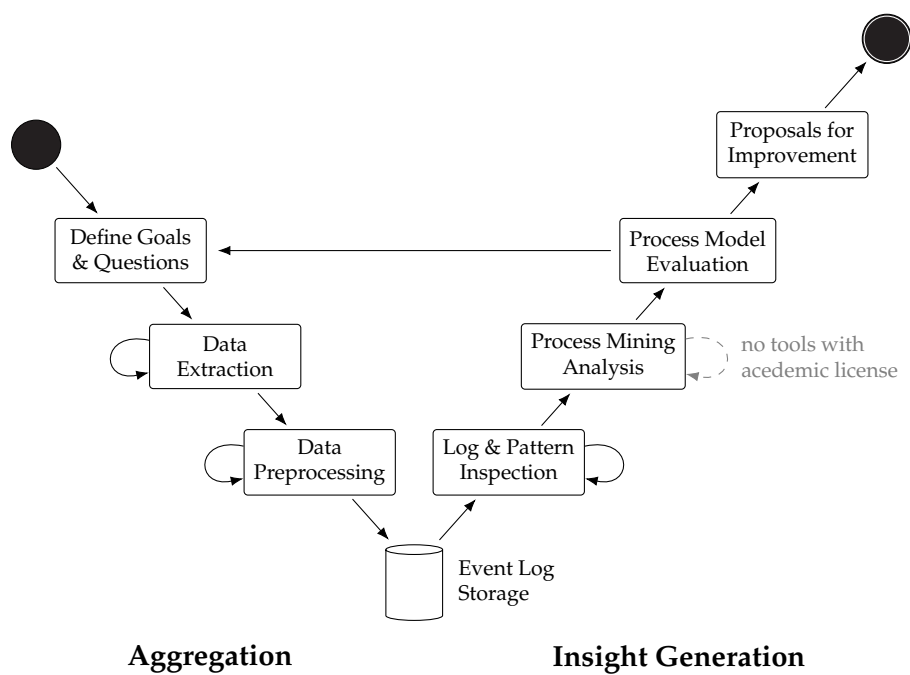 Proposals for
Improvement
Define Goals
& Questions
Process Model
Evaluation
Data
Extraction
Process Mining
Analysis
no tools with
acedemic license
Data
Preprocessing
Log & Pattern
Inspection
Event Log
Storage
Aggregation
Insight Generation